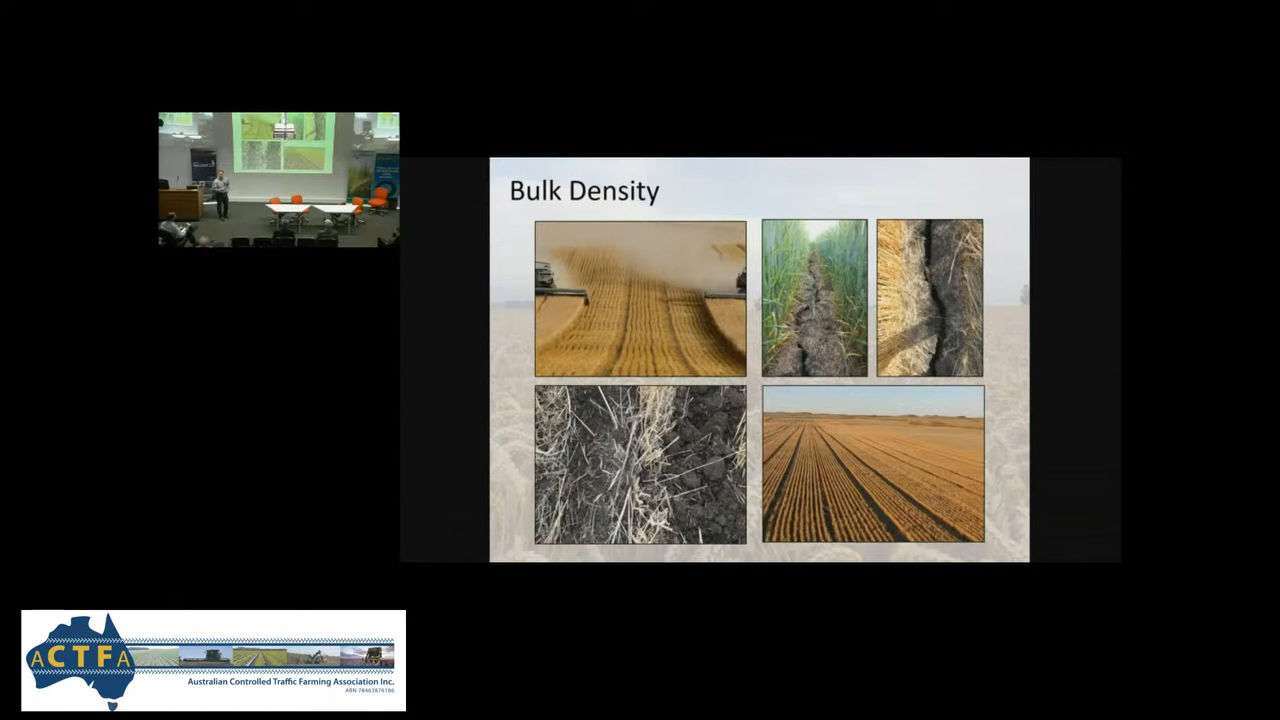 Bulk Density
ACTFA
Australian Controlled Traffic Farming Association Inc.
ABN 78463876186